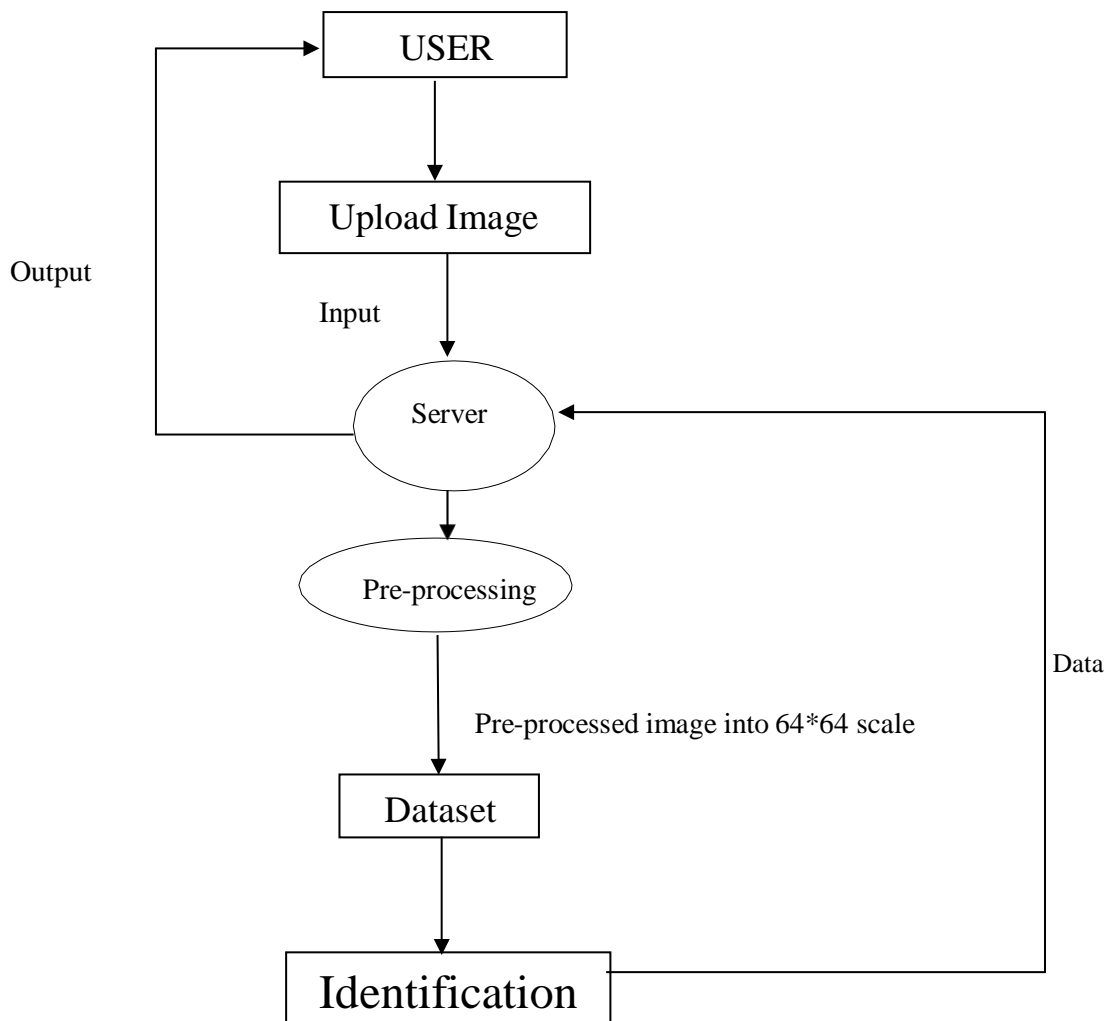 USER
Upload Image
Output
Input
Server
Pre-processing
Data
Pre-processed image into 64*64 scale
Dataset
Identification